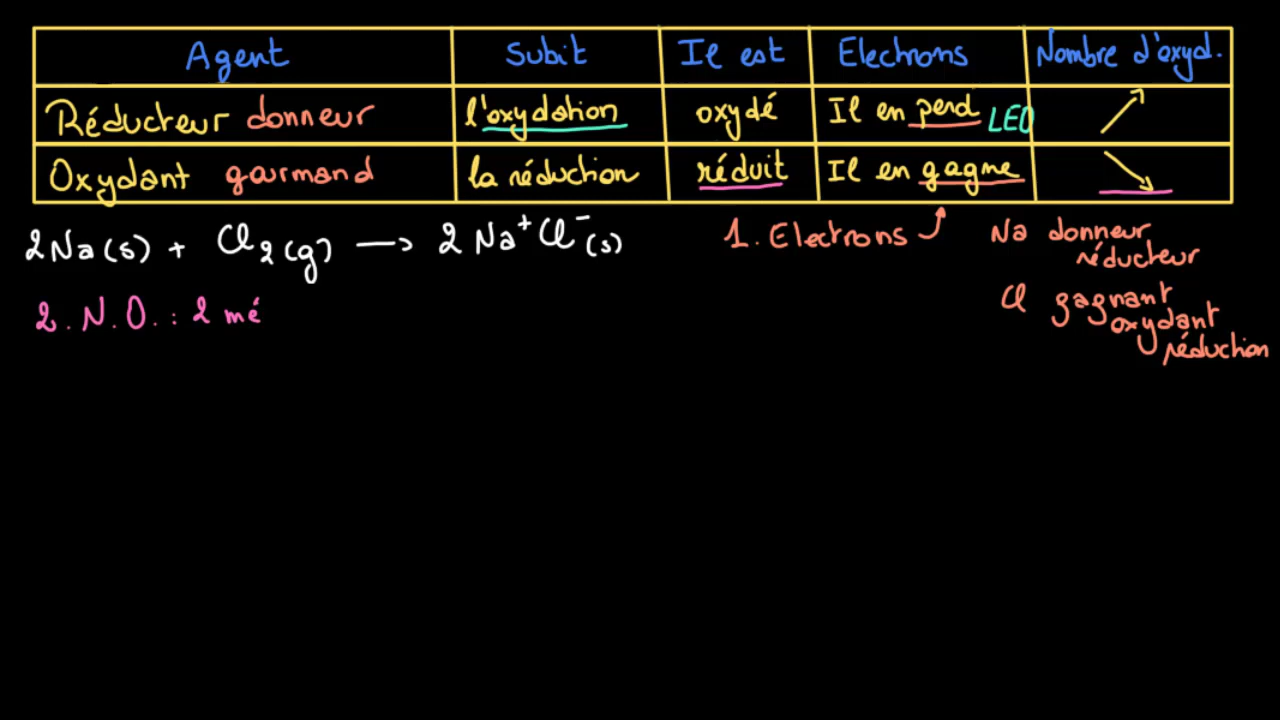 Agent Subit Il est Electrons Nombre d'oxyd.
Réducteur donneur l'oxydation oxydé Il en perd LEO
Oxydant gourmand la réduction réduit Il en gagne
2Na(s) + Cl2(g) → 2 Na⁺Cl⁻(s)
1. Electrons
Na donneur
réducteur
Cl gagnant
oxydant
réduction
2. N.O. : 2 mé